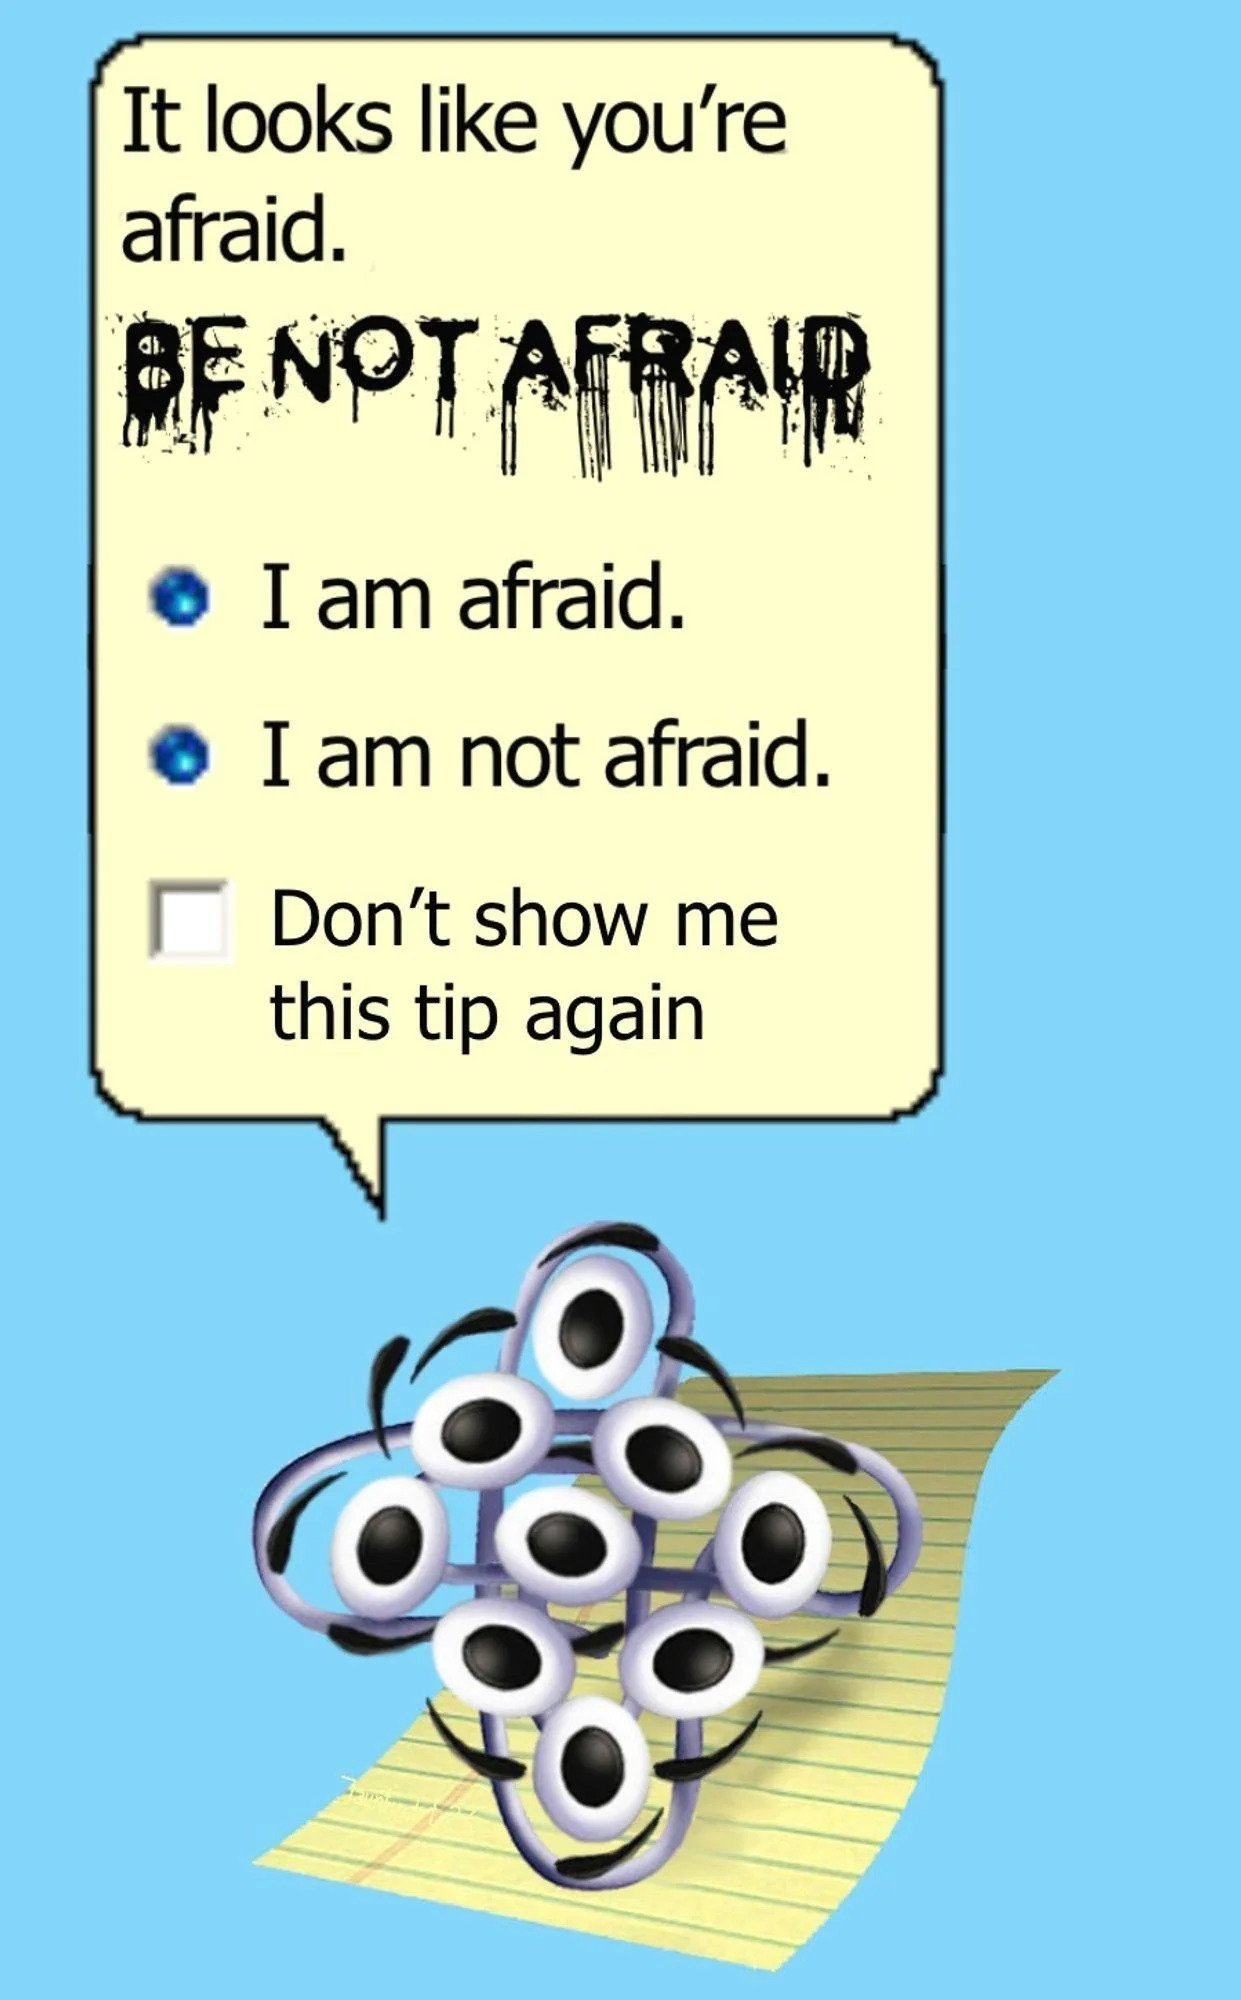 It looks like you’re
afraid.
BE NOT AFRAID
I am afraid.
I am not afraid.
Don’t show me
this tip again